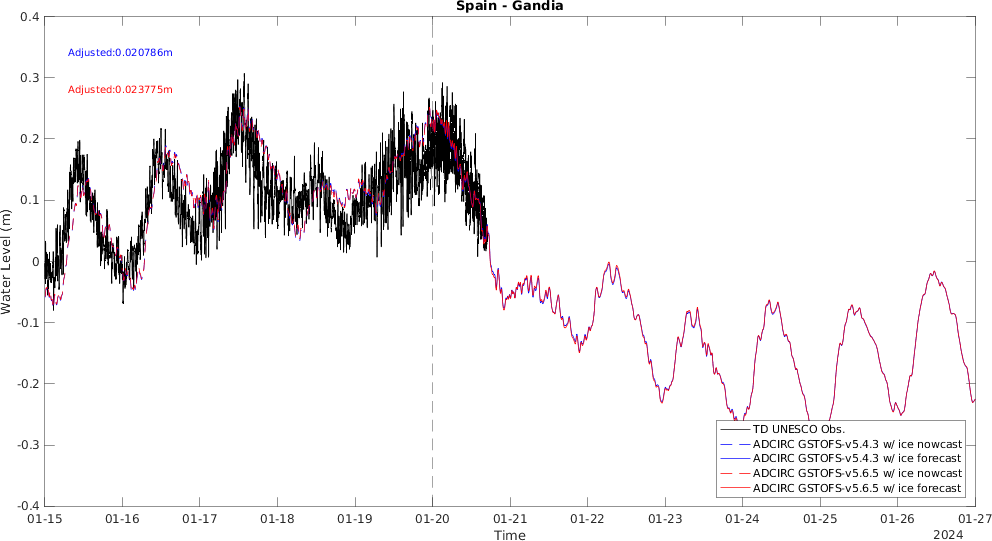 Spain - Gandia
0.4
Adjusted:0.020786m
0.3
Adjusted:0.023775m
0.2
0.1
0
-0.1
-0.2
-0.3
-0.4
Water Level (m)
TD UNESCO Obs.
ADCIRC GSTOFS-v5.4.3 w/ ice nowcast
ADCIRC GSTOFS-v5.4.3 w/ ice forecast
ADCIRC GSTOFS-v5.6.5 w/ ice nowcast
ADCIRC GSTOFS-v5.6.5 w/ ice forecast
01-15 01-16 01-17 01-18 01-19 01-20 01-21 01-22 01-23 01-24 01-25 01-26 01-27
Time
2024